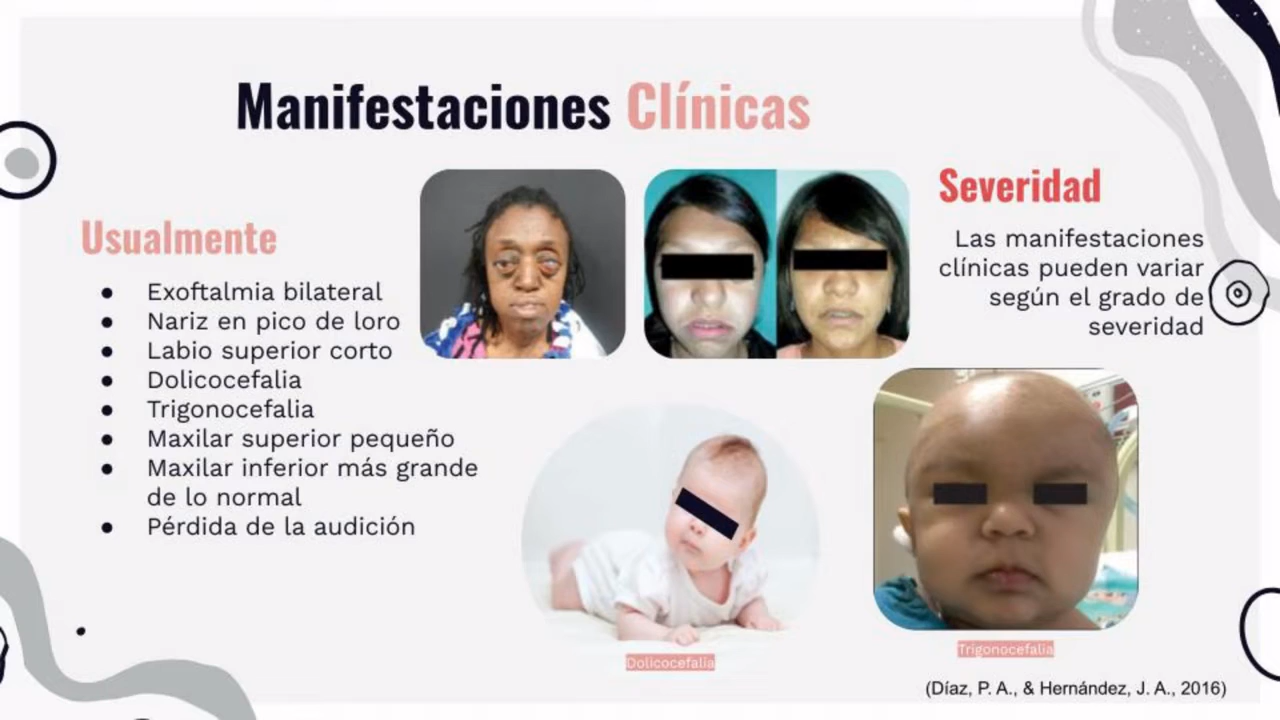 Manifestaciones Clínicas
Usualmente
● Exoftalmia bilateral
● Nariz en pico de loro
● Labio superior corto
● Dolicocefalia
● Trigonocefalia
● Maxilar superior pequeño
● Maxilar inferior más grande
de lo normal
● Pérdida de la audición
Severidad
Las manifestaciones
clínicas pueden variar
según el grado de
severidad
Dolicocefalia
Trigonocefalia
(Díaz, P. A., & Hernández, J. A., 2016)